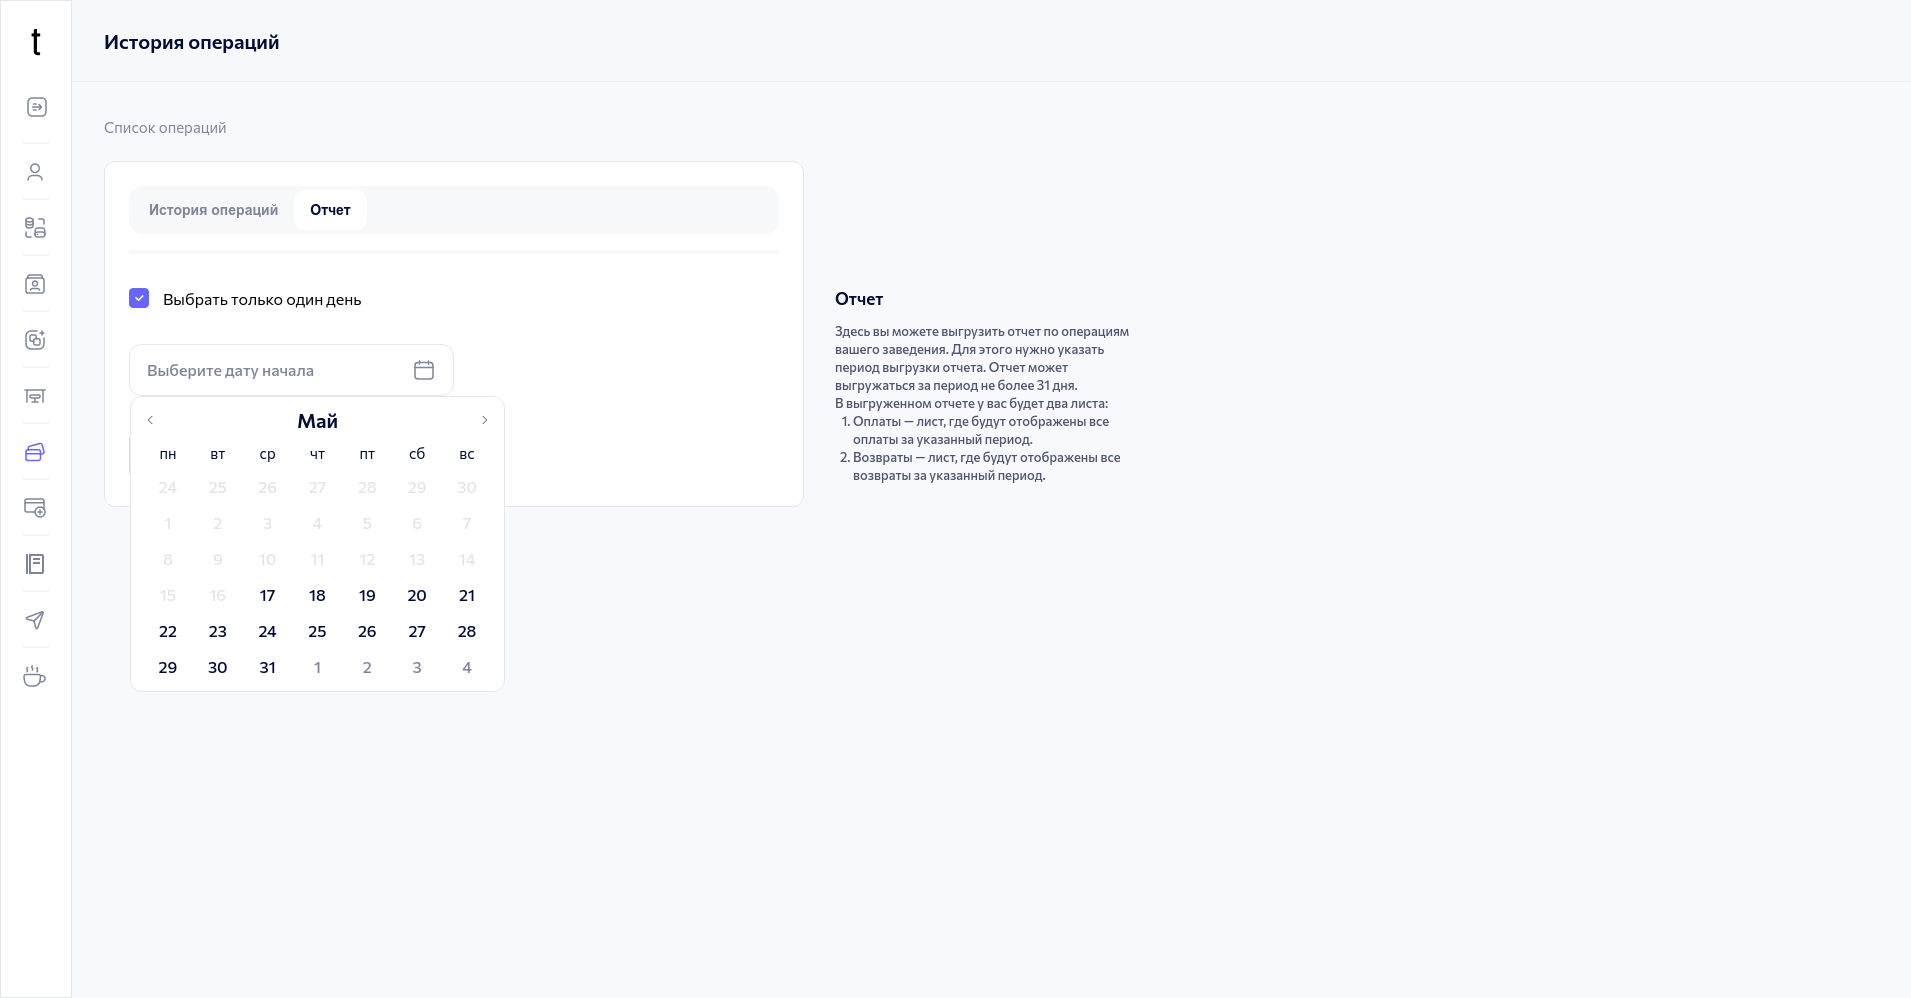 t
История операций
Список операций
История операций
Отчет
Выбрать только один день
Выберите дату начала
Май
пн вт ср чт пт сб вс
24 25 26 27 28 29 30
1 2 3 4 5 6 7
8 9 10 11 12 13 14
15 16 17 18 19 20 21
22 23 24 25 26 27 28
29 30 31 1 2 3 4
Отчет
Здесь вы можете выгрузить отчет по операциям
вашего заведения. Для этого нужно указать
период выгрузки отчета. Отчет может
выгружаться за период не более 31 дня.
В выгруженном отчете у вас будет два листа:
1. Оплаты — лист, где будут отображены все
оплаты за указанный период.
2. Возвраты — лист, где будут отображены все
возвраты за указанный период.